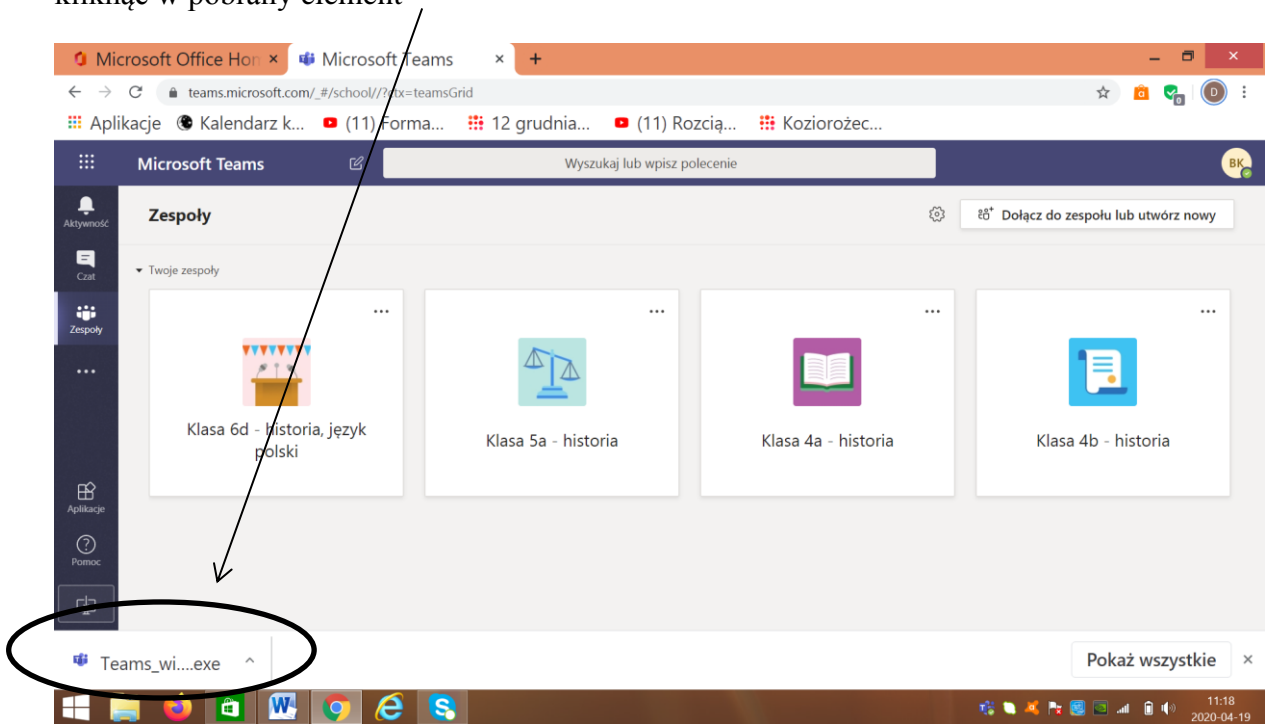 kliknąć w pobrany element
Microsoft Office Hom
Microsoft Teams
teams.microsoft.com/_#/school//?ctx=teamsGrid
D
Aplikacje
Kalendarz k...
(11) Forma...
12 grudnia...
(11) Rozcią...
Koziorożec...
Microsoft Teams
Wyszukaj lub wpisz polecenie
BK
Aktywność
Czat
Zespoły
Aplikacje
Pomoc
Zespoły
Dołącz do zespołu lub utwórz nowy
Twoje zespoły
Klasa 6d - historia, język
polski
Klasa 5a - historia
Klasa 4a - historia
Klasa 4b - historia
Teams_wi....exe
Pokaż wszystkie
11:18
2020-04-19